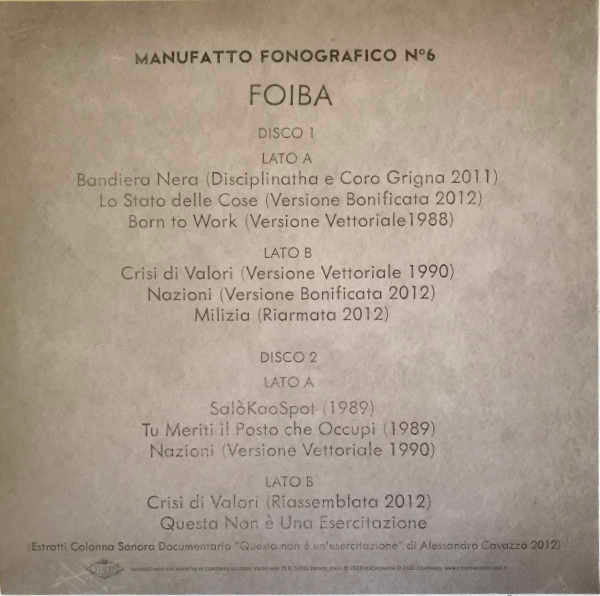 MANUFATTO FONOGRAFICO N°6
FOIBA
DISCO 1
LATO A
Bandiera Nera (Disciplinatha e Coro Grigna 2011)
Lo Stato delle Cose (Versione Bonificata 2012)
Born to Work (Versione Vettoriale1988)
LATO B
Crisi di Valori (Versione Vettoriale 1990)
Nazioni (Versione Bonificata 2012)
Milizia (Riarmata 2012)
DISCO 2
LATO A
SalòKaoSpot (1989)
Tu Meriti il Posto che Occupi (1989)
Nazioni (Versione Vettoriale 1990)
LATO B
Crisi di Valori (Riassemblata 2012)
Questa Non è Una Esercitazione
(Estratti Colonna Sonora Documentario "Questa non è un'esercitazione" di Alessandro Cavazza 2012)